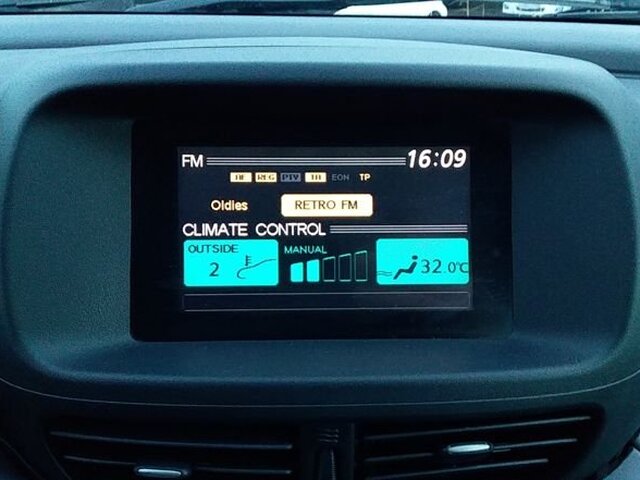 FM 16:09
AF REG PTY TA EON TP
Oldies RETRO FM
CLIMATE CONTROL
OUTSIDE MANUAL
2 32.0°C